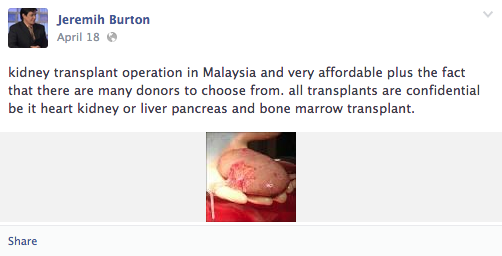 Jeremih Burton
April 18
kidney transplant operation in Malaysia and very affordable plus the fact
that there are many donors to choose from. all transplants are confidential
be it heart kidney or liver pancreas and bone marrow transplant.
Share